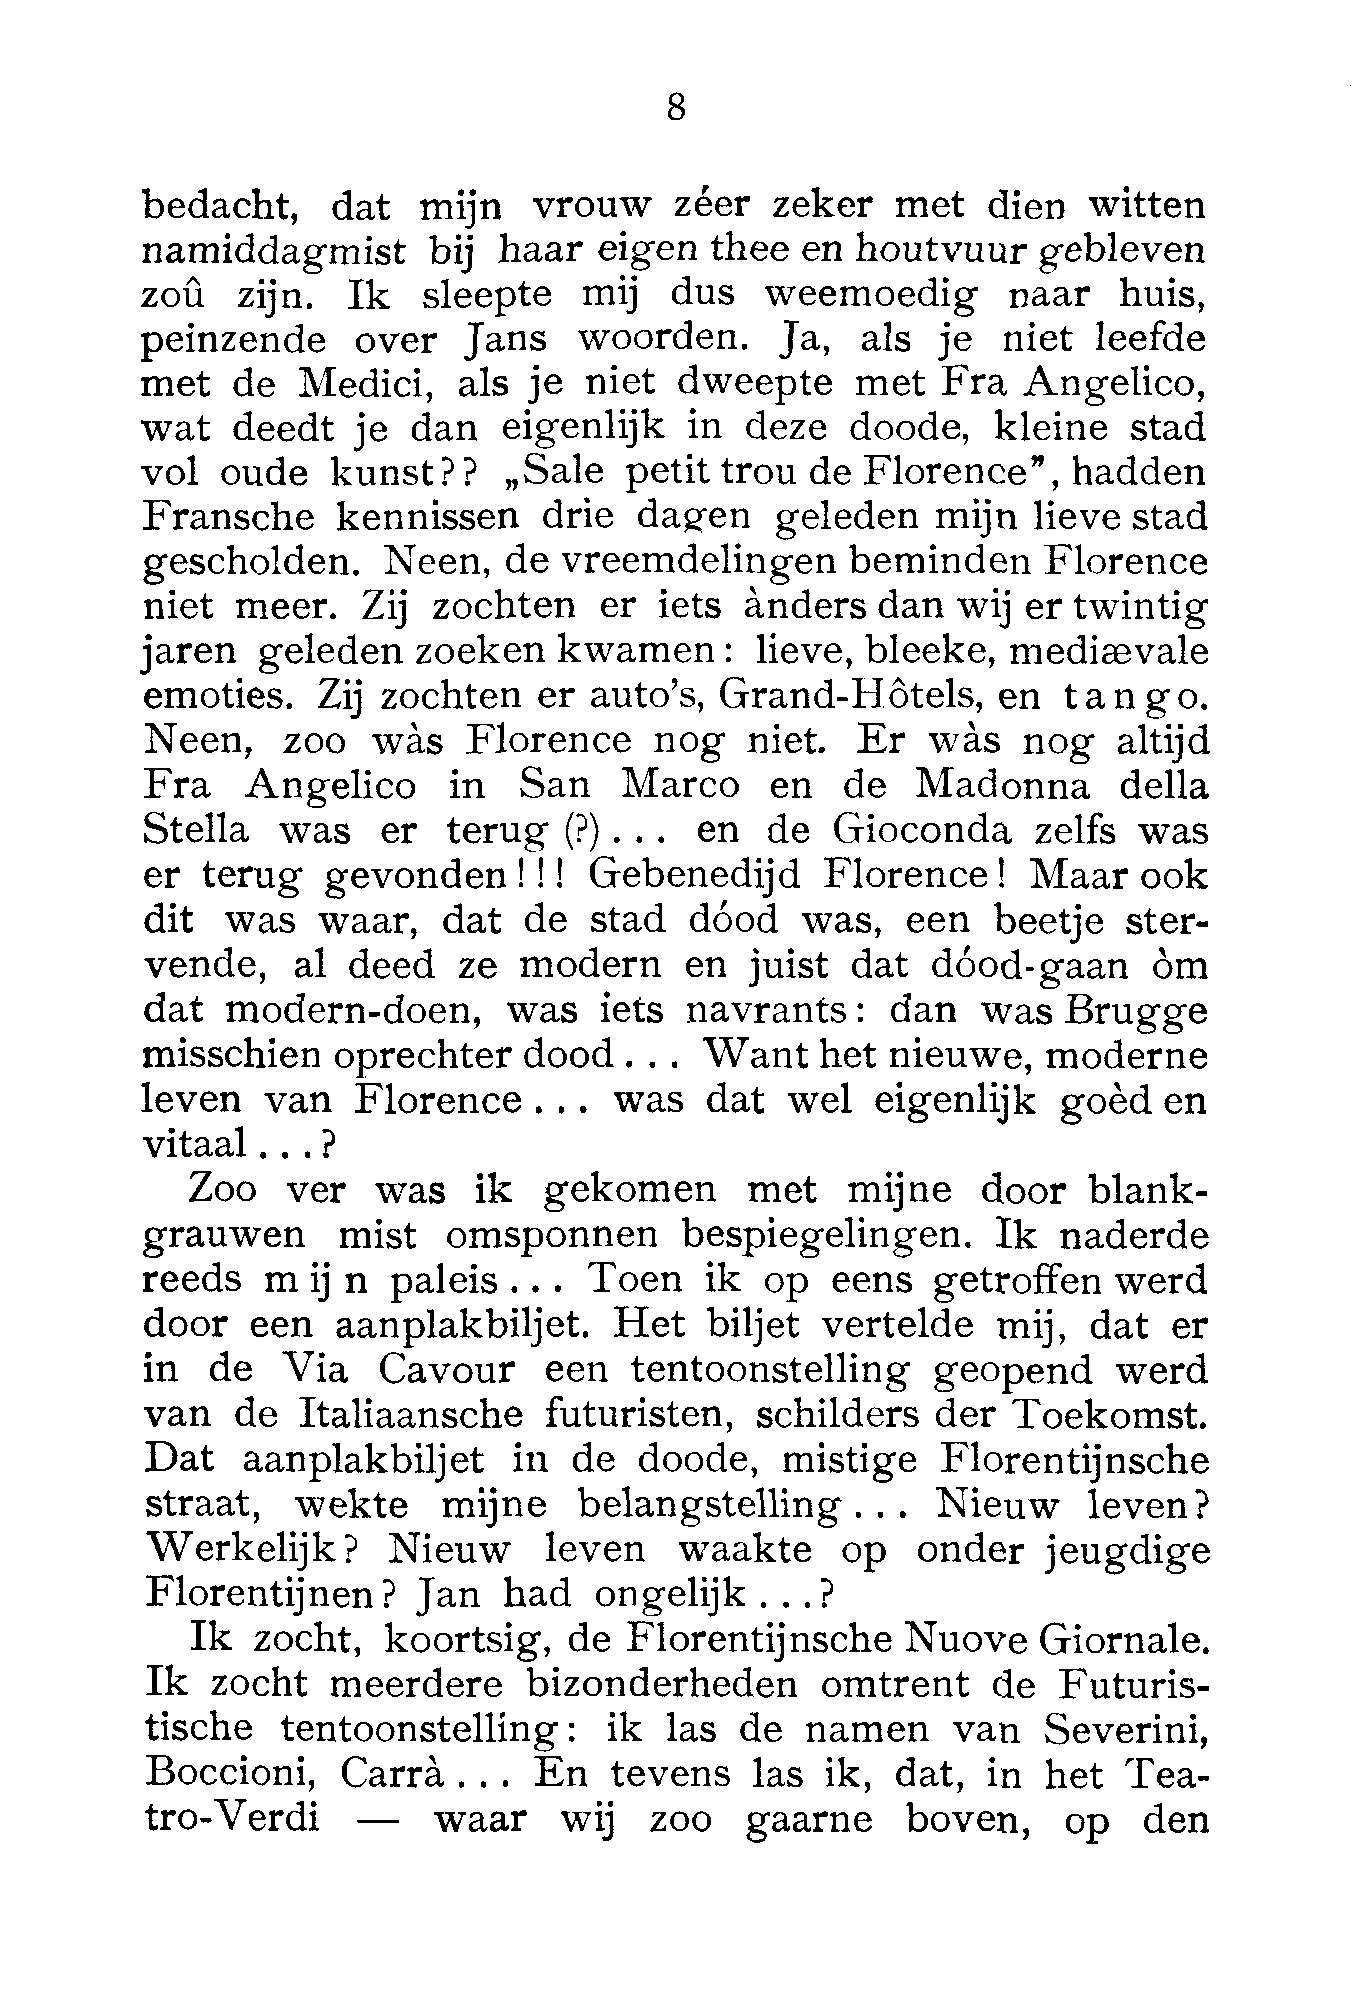 8
bedacht, dat mijn vrouw zéer zeker met dien witten
namiddagmist bij haar eigen thee en houtvuur gebleven
zoû zijn. Ik sleepte mij dus weemoedig naar huis,
peinzende over Jans woorden. Ja, als je niet leefde
met de Medici, als je niet dweepte met Fra Angelico,
wat deedt je dan eigenlijk in deze doode, kleine stad
vol oude kunst?? „Sale petit trou de Florence”, hadden
Fransche kennissen drie dagen geleden mijn lieve stad
gescholden. Neen, de vreemdelingen beminden Florence
niet meer. Zij zochten er iets ànders dan wij er twintig
jaren geleden zoeken kwamen: lieve, bleeke, mediævale
emoties. Zij zochten er auto's, Grand-Hôtels, en tango.
Neen, zoo wàs Florence nog niet. Er wàs nog altijd
Fra Angelico in San Marco en de Madonna della
Stella was er terug (?)... en de Gioconda zelfs was
er terug gevonden!!! Gebenedijd Florence! Maar ook
dit was waar, dat de stad dóod was, een beetje ster-
vende, al deed ze modern en juist dat dóod-gaan òm
dat modern-doen, was iets navrants: dan was Brugge
misschien oprechter dood... Want het nieuwe, moderne
leven van Florence... was dat wel eigenlijk goèd en
vitaal...?
Zoo ver was ik gekomen met mijne door blank-
grauwen mist omsponnen bespiegelingen. Ik naderde
reeds mijn paleis... Toen ik op eens getroffen werd
door een aanplakbiljet. Het biljet vertelde mij, dat er
in de Via Cavour een tentoonstelling geopend werd
van de Italiaansche futuristen, schilders der Toekomst.
Dat aanplakbiljet in de doode, mistige Florentijnsche
straat, wekte mijne belangstelling... Nieuw leven?
Werkelijk? Nieuw leven waakte op onder jeugdige
Florentijnen? Jan had ongelijk...?
Ik zocht, koortsig, de Florentijnsche Nuove Giornale.
Ik zocht meerdere bizonderheden omtrent de Futuris-
tische tentoonstelling: ik las de namen van Severini,
Boccioni, Carrà... En tevens las ik, dat, in het Tea-
tro-Verdi — waar wij zoo gaarne boven, op den